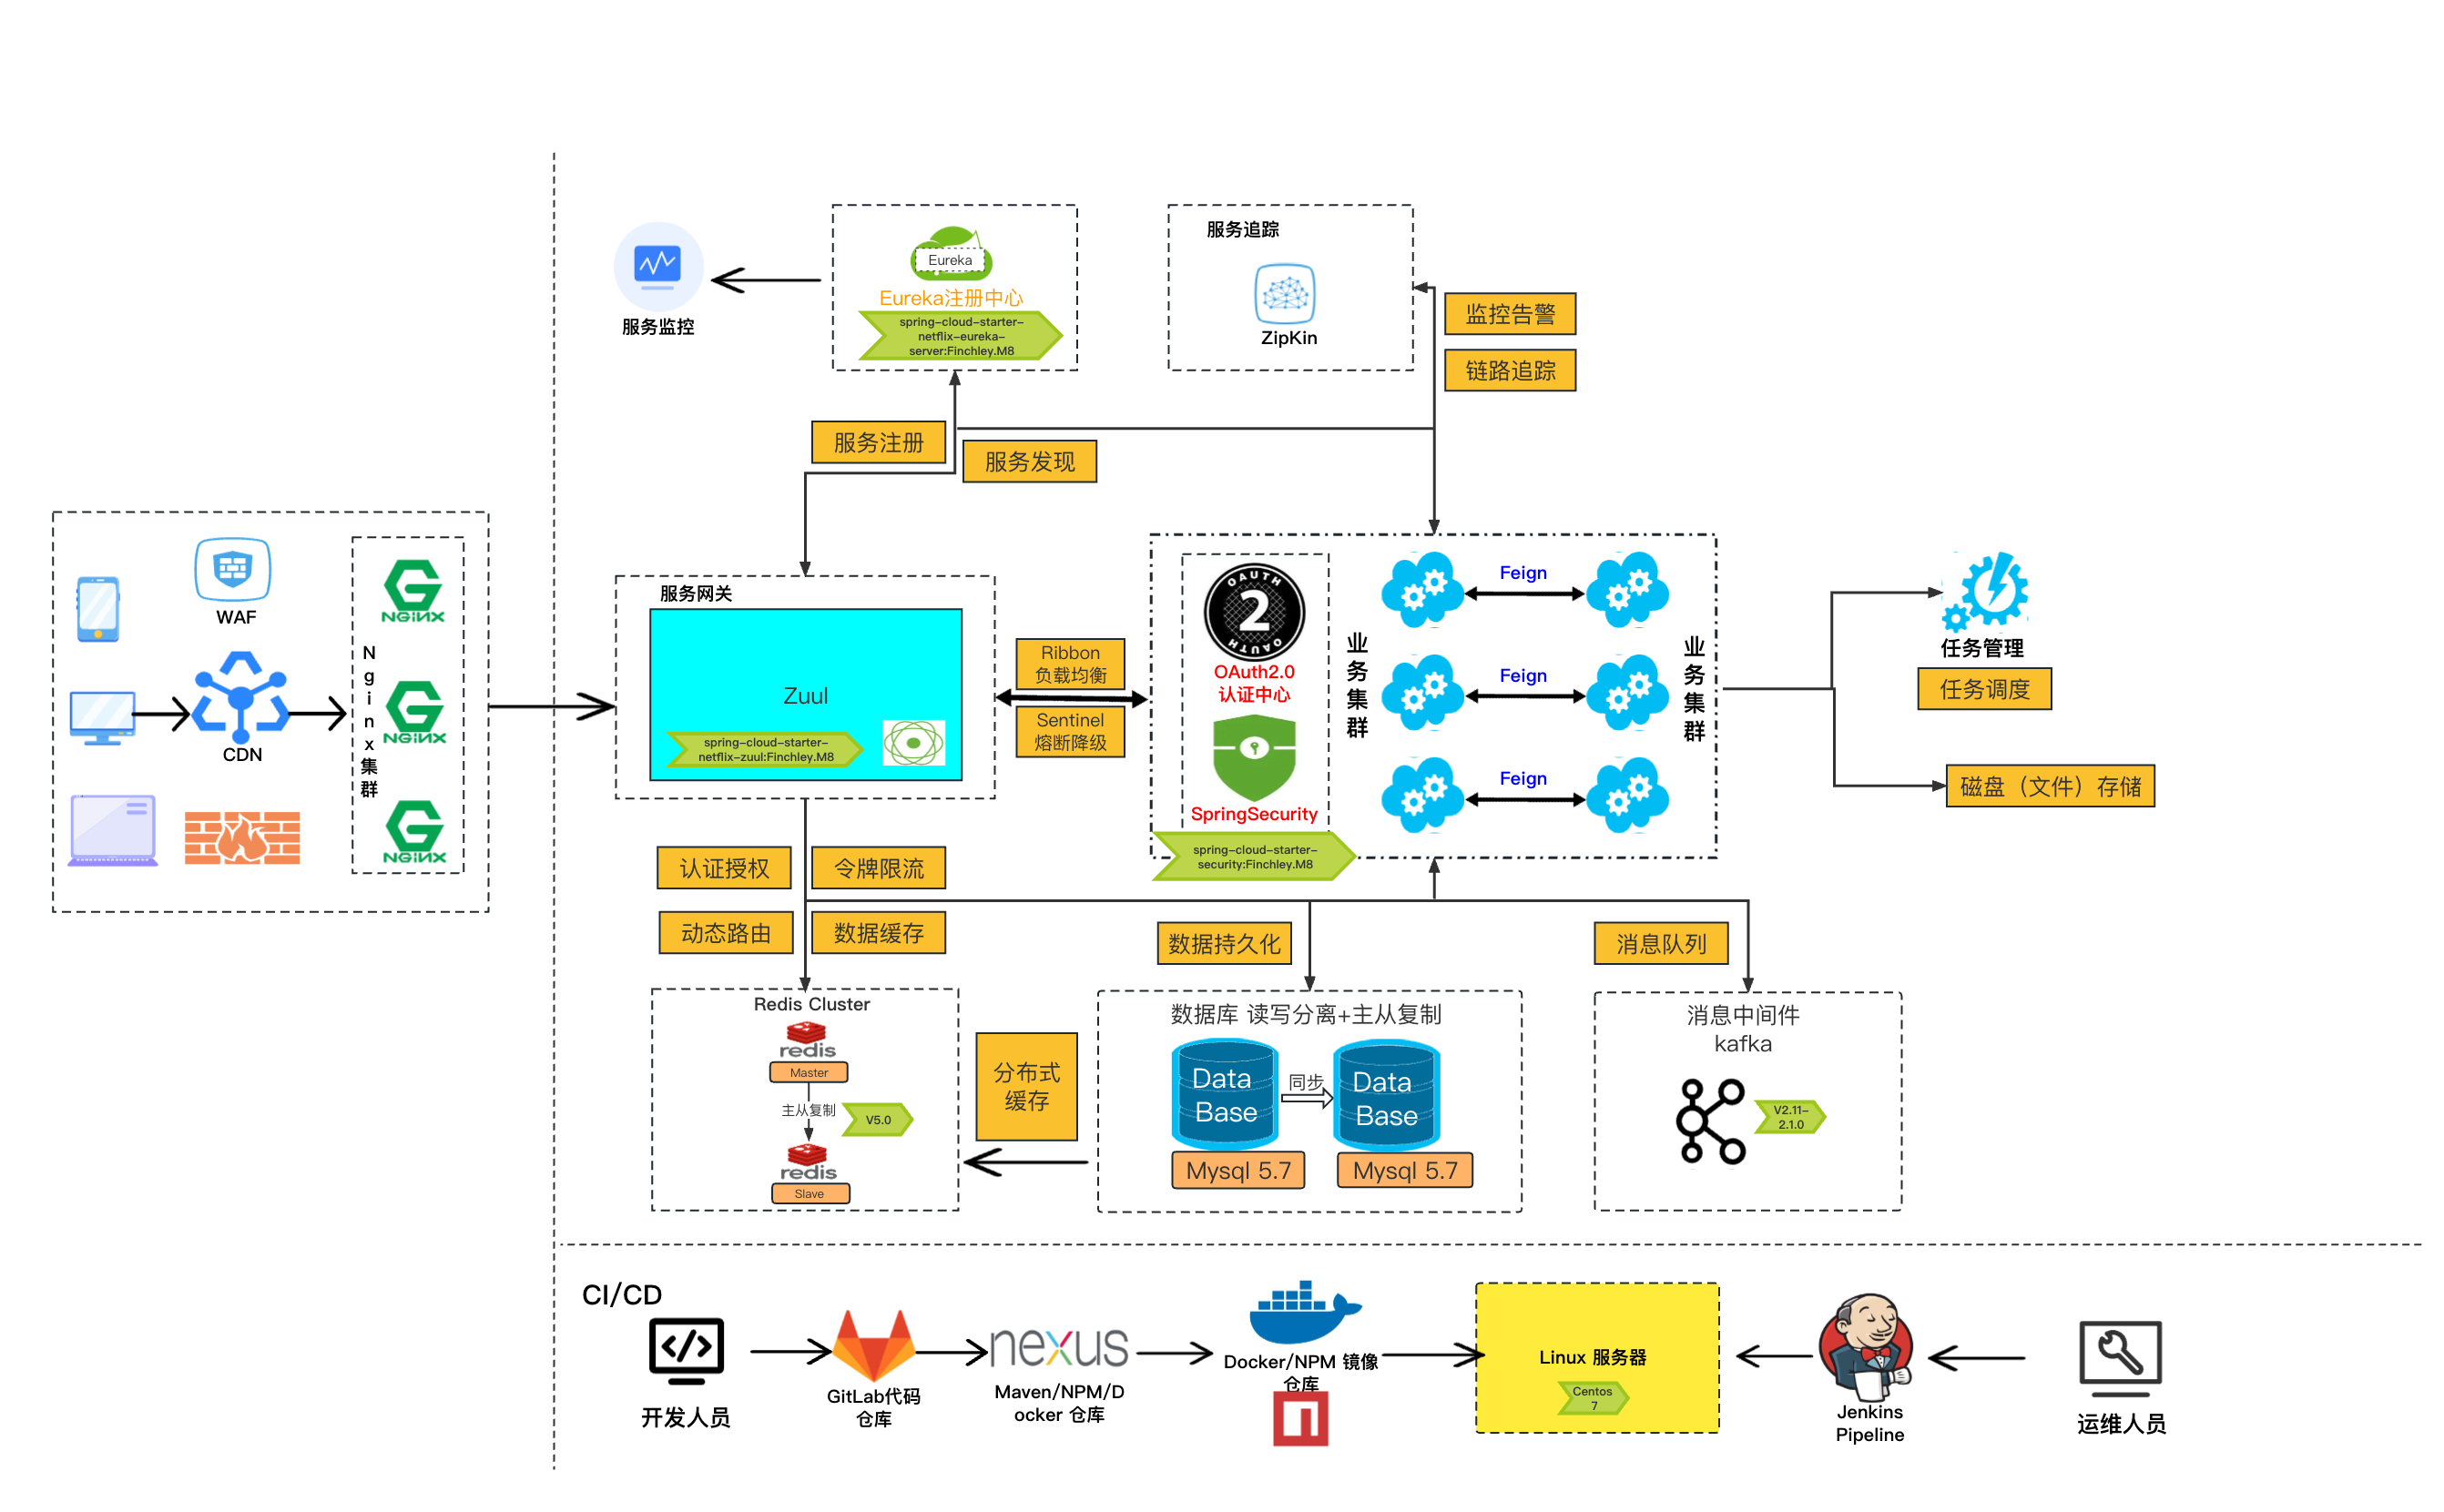 服务监控
Eureka
Eureka注册中心
spring-cloud-starter-
netflix-eureka-
server:Finchley.M8
服务追踪
ZipKin
监控告警
链路追踪
服务注册
服务发现
WAF
CDN
Nginx集群
NGiNX
NGiNX
NGiNX
服务网关
Zuul
spring-cloud-starter-
netflix-zuul:Finchley.M8
Ribbon
负载均衡
Sentinel
熔断降级
OAUTH
2
OAUTH
OAuth2.0
认证中心
SpringSecurity
spring-cloud-starter-
security:Finchley.M8
业务集群
Feign
Feign
Feign
业务集群
任务管理
任务调度
磁盘（文件）存储
认证授权
令牌限流
动态路由
数据缓存
数据持久化
消息队列
Redis Cluster
redis
Master
主从复制
V5.0
redis
Slave
分布式
缓存
数据库 读写分离+主从复制
Data
Base
同步
Data
Base
Mysql 5.7
Mysql 5.7
消息中间件
kafka
V2.11-
2.1.0
CI/CD
开发人员
GitLab代码
仓库
nexus
Maven/NPM/D
ocker 仓库
Docker/NPM 镜像
仓库
Linux 服务器
Centos
7
Jenkins
Pipeline
运维人员